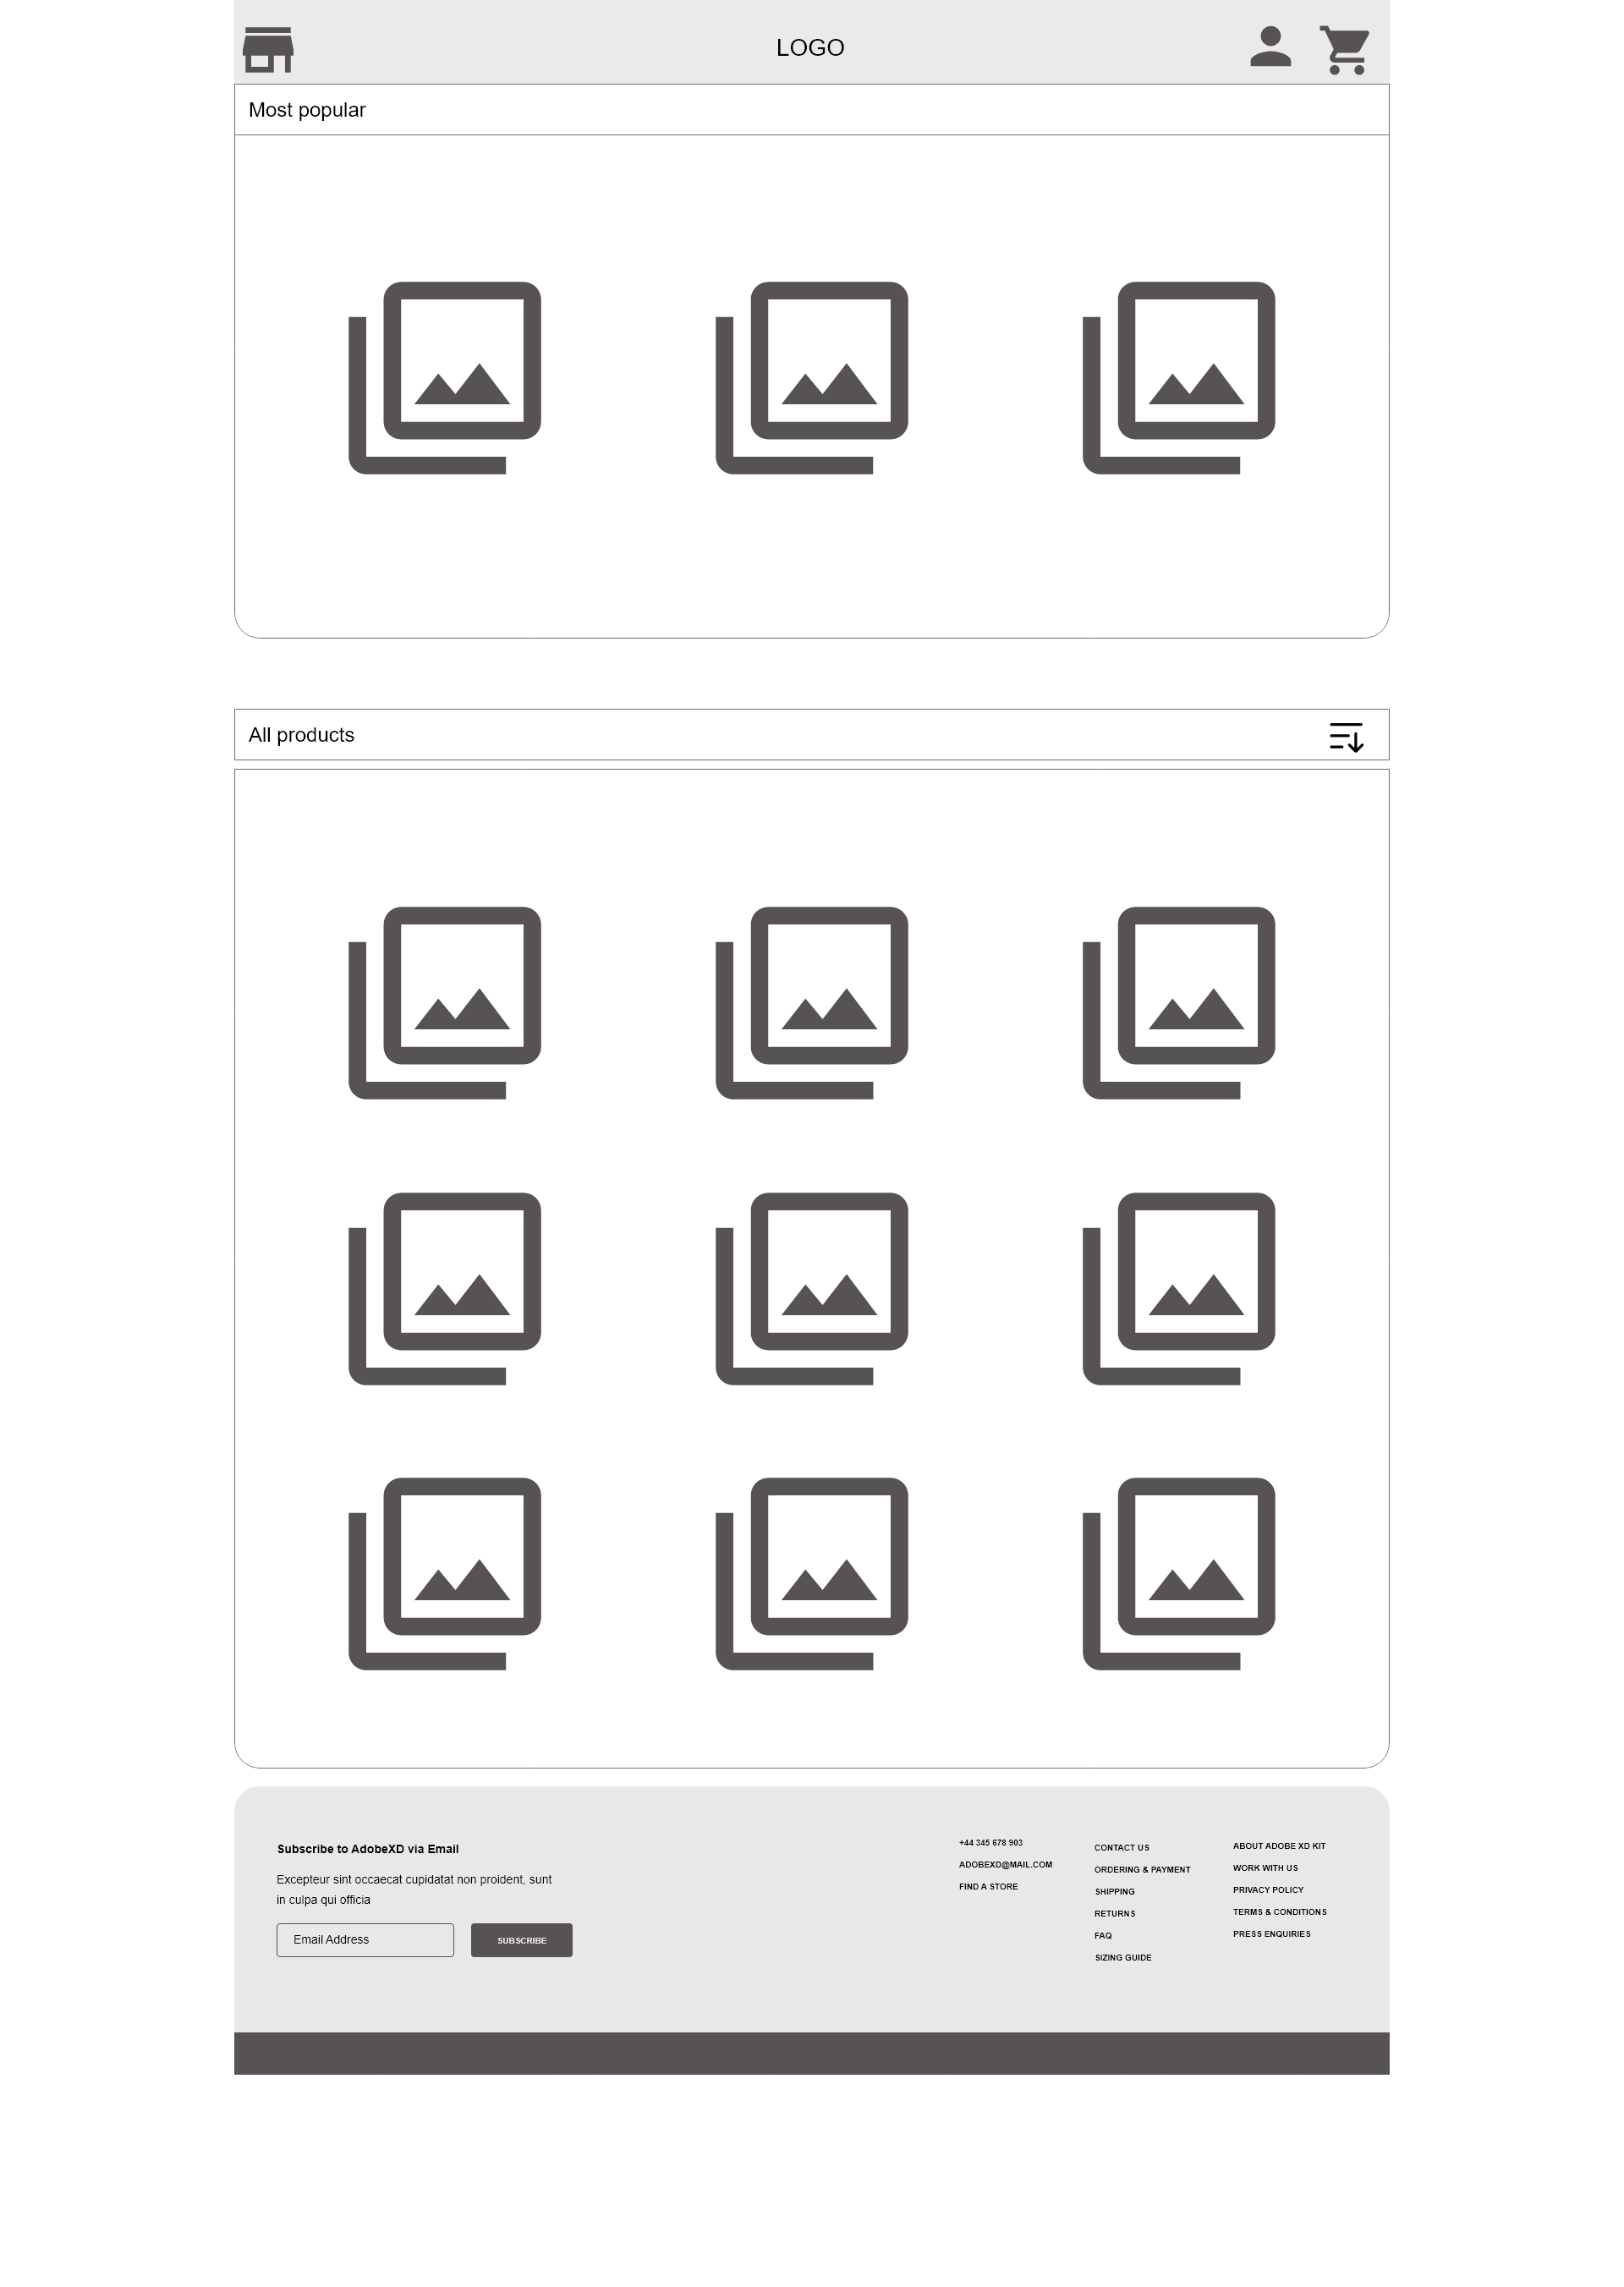 LOGO
Most popular
All products
Subscribe to AdobeXD via Email
Excepteur sint occaecat cupidatat non proident, sunt
in culpa qui officia
Email Address
SUBSCRIBE
+44 345 678 903
ADOBEXD@MAIL.COM
FIND A STORE
CONTACT US
ORDERING & PAYMENT
SHIPPING
RETURNS
FAQ
SIZING GUIDE
ABOUT ADOBE XD KIT
WORK WITH US
PRIVACY POLICY
TERMS & CONDITIONS
PRESS ENQUIRIES